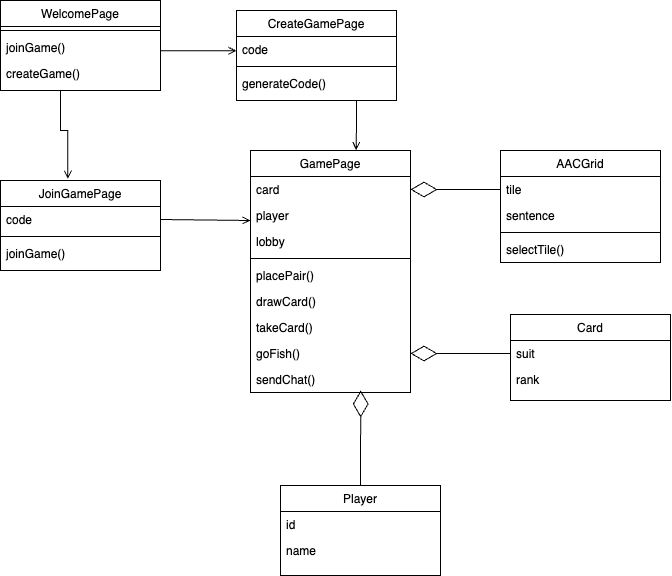 WelcomePage
joinGame()
createGame()
CreateGamePage
code
generateCode()
JoinGamePage
code
joinGame()
GamePage
card
player
lobby
placePair()
drawCard()
takeCard()
goFish()
sendChat()
AACGrid
tile
sentence
selectTile()
Card
suit
rank
Player
id
name